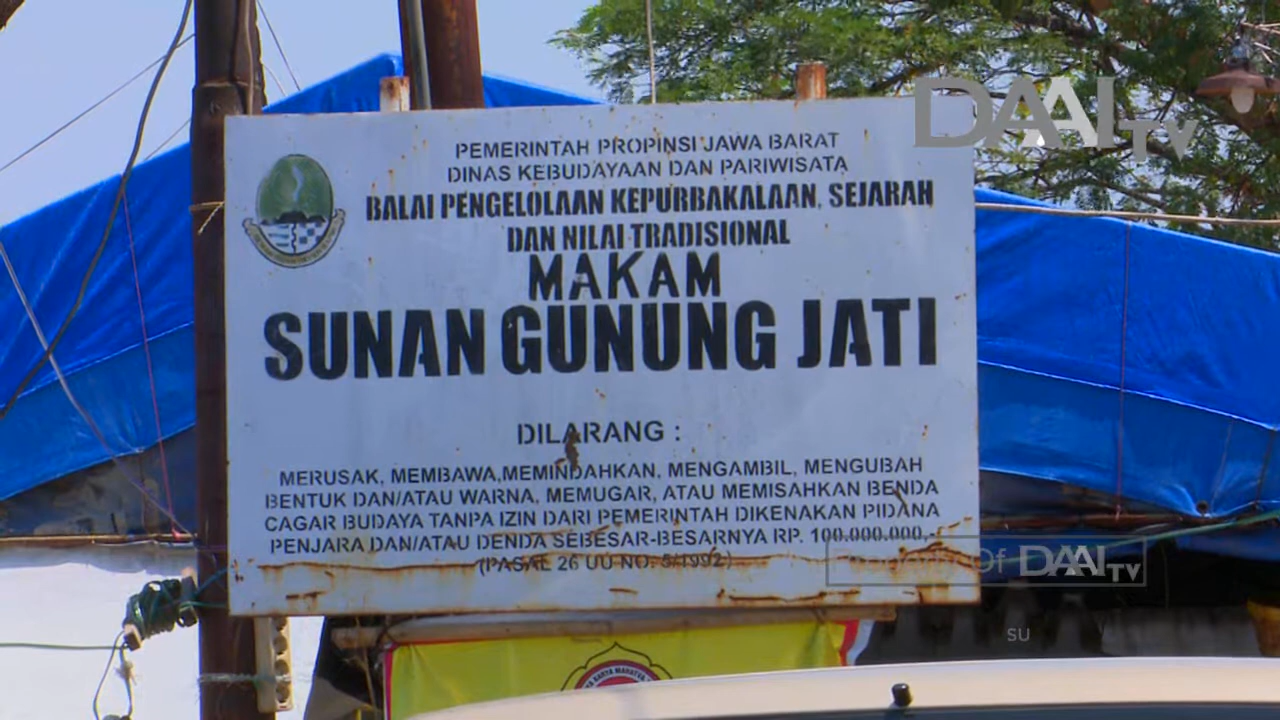 DAAI TV
PEMERINTAH PROPINSI JAWA BARAT
DINAS KEBUDAYAAN DAN PARIWISATA
BALAI PENGELOLAAN KEPURBAKALAAN, SEJARAH
DAN NILAI TRADISIONAL
MAKAM
SUNAN GUNUNG JATI
DILARANG :
MERUSAK, MEMBAWA,MEMINDAHKAN, MENGAMBIL, MENGUBAH
BENTUK DAN/ATAU WARNA, MEMUGAR, ATAU MEMISAHKAN BENDA
CAGAR BUDAYA TANPA IZIN DARI PEMERINTAH DIKENAKAN PIDANA
PENJARA DAN/ATAU DENDA SEBESAR-BESARNYA RP. 100.000.000,-
(PASAL 26 UU NO. 5/1992)
Property Of DAAI TV
SU